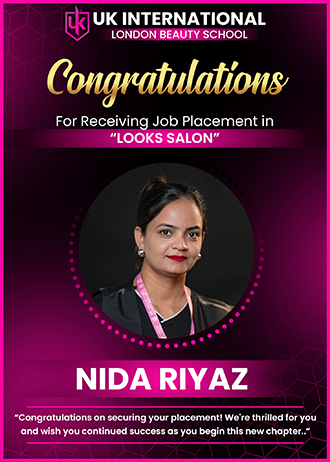 UK INTERNATIONAL
LONDON BEAUTY SCHOOL
Congratulations
For Receiving Job Placement in
“LOOKS SALON”
NIDA RIYAZ
“Congratulations on securing your placement! We're thrilled for you
and wish you continued success as you begin this new chapter..”